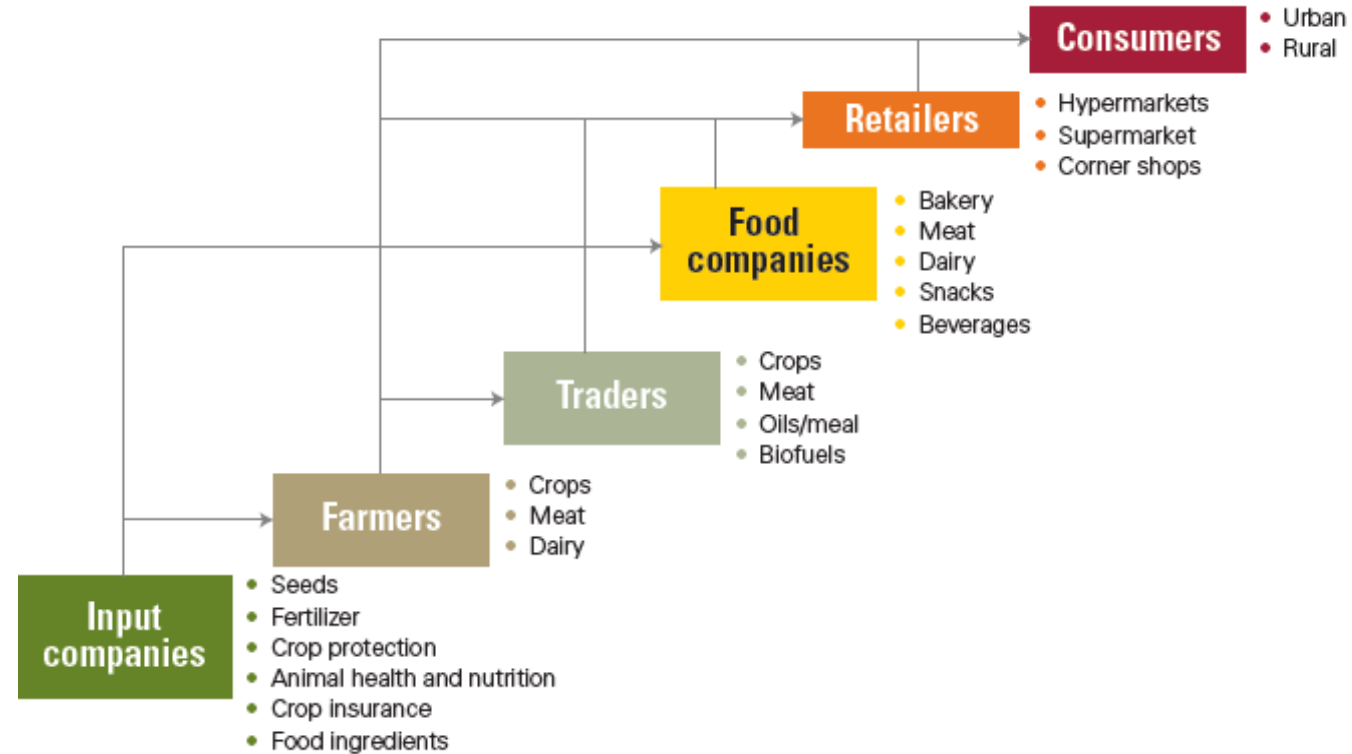 Consumers
• Urban
• Rural
Retailers
• Hypermarkets
• Supermarket
• Corner shops
Food
companies
• Bakery
• Meat
• Dairy
• Snacks
• Beverages
Traders
• Crops
• Meat
• Oils/meal
• Biofuels
Farmers
• Crops
• Meat
• Dairy
Input
companies
• Seeds
• Fertilizer
• Crop protection
• Animal health and nutrition
• Crop insurance
• Food ingredients